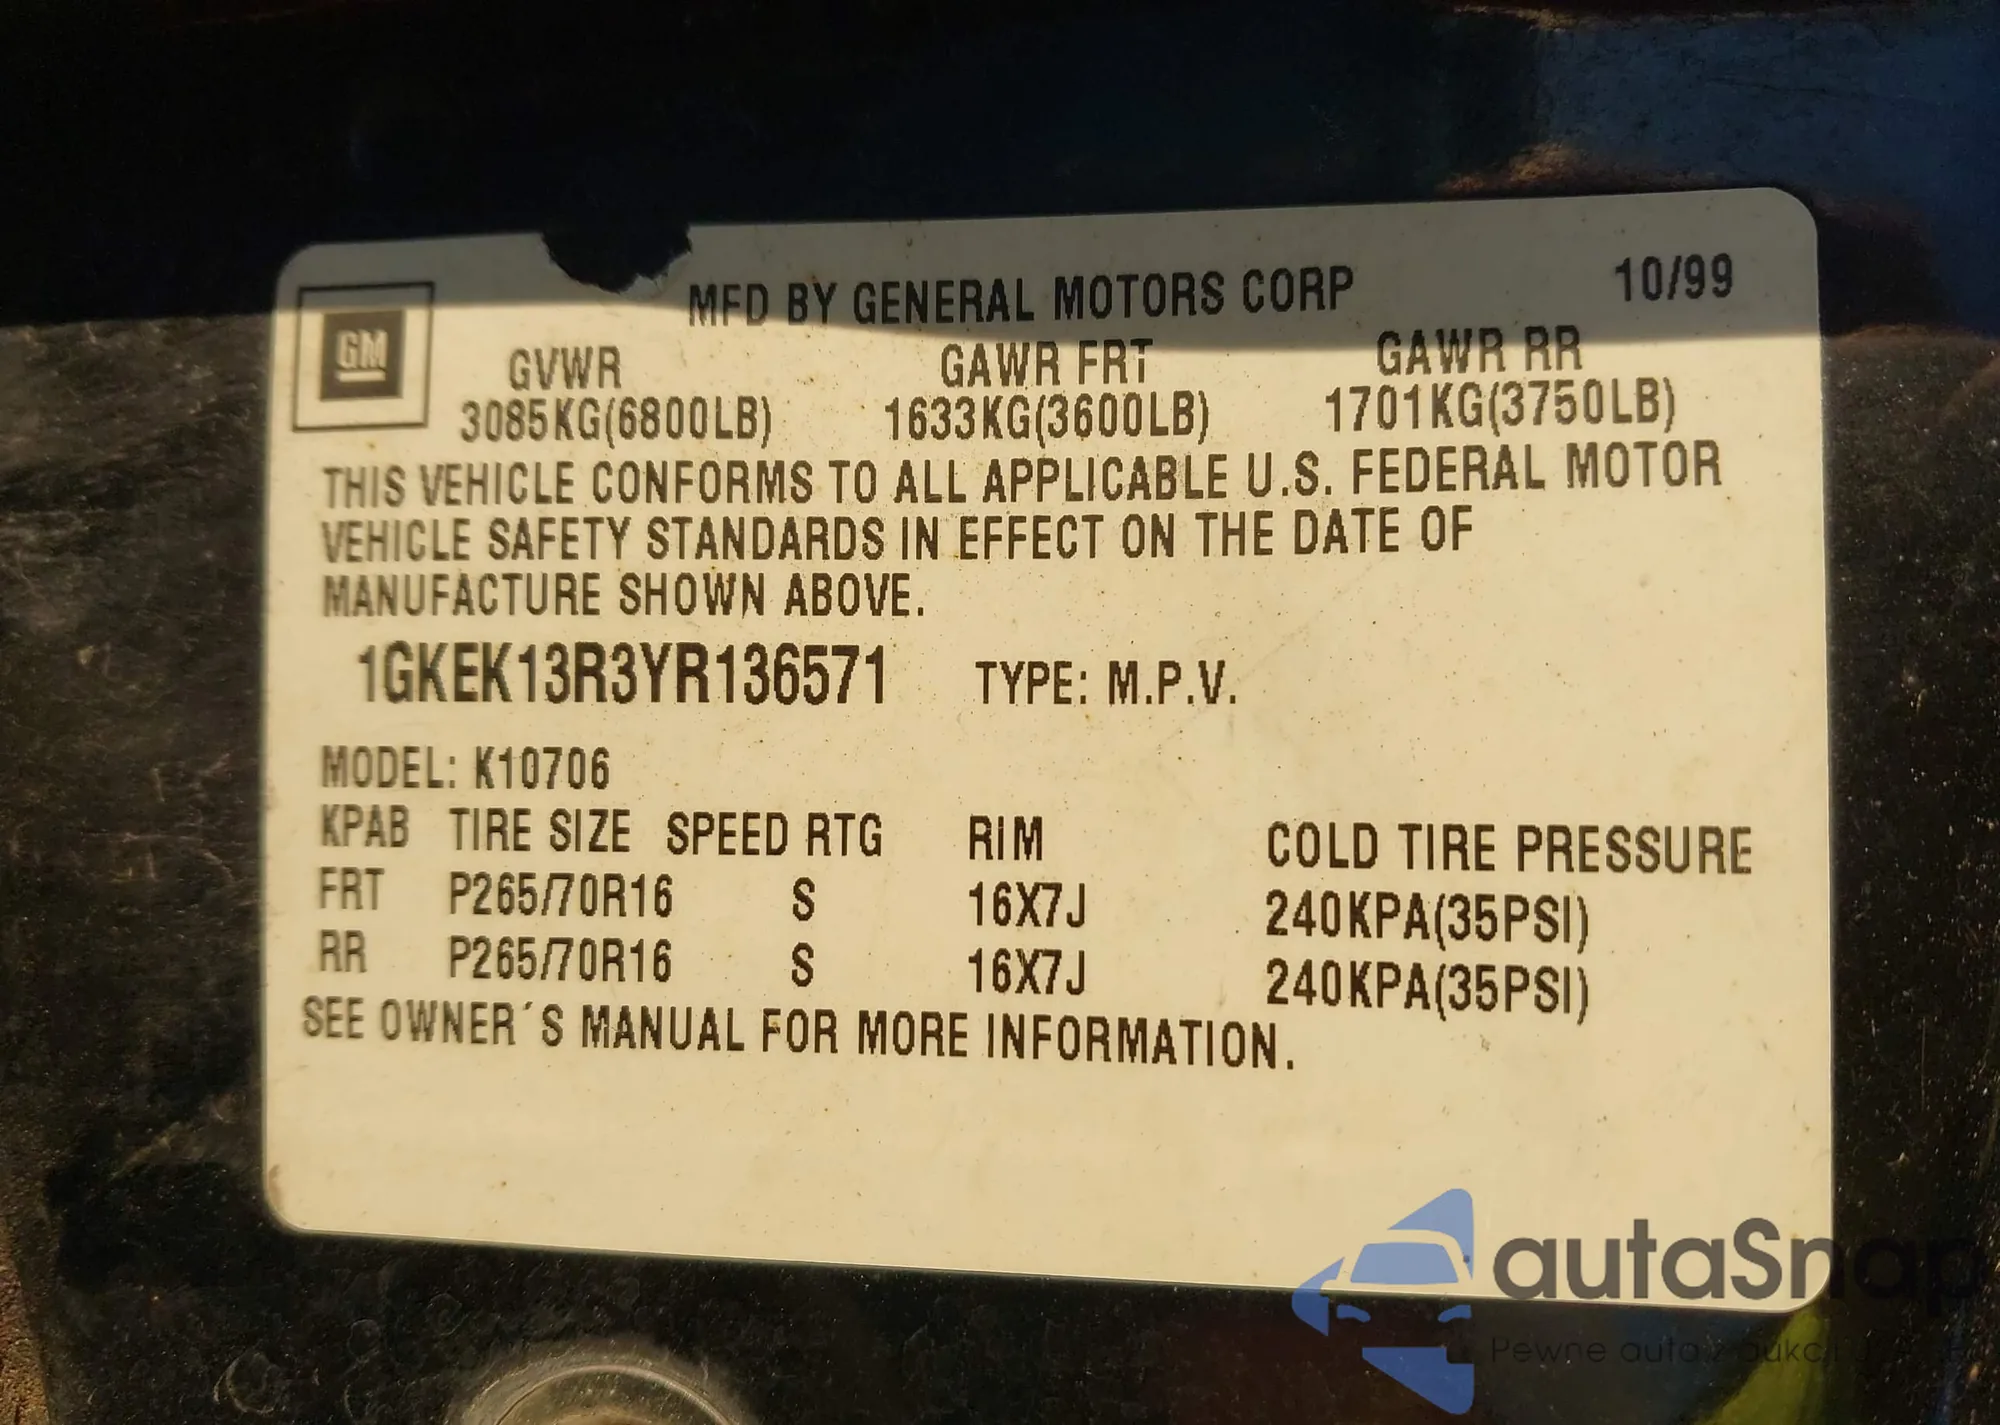 MFD BY GENERAL MOTORS CORP 10/99
GM
GVWR GAWR FRT GAWR RR
3085KG(6800LB) 1633KG(3600LB) 1701KG(3750LB)
THIS VEHICLE CONFORMS TO ALL APPLICABLE U.S. FEDERAL MOTOR
VEHICLE SAFETY STANDARDS IN EFFECT ON THE DATE OF
MANUFACTURE SHOWN ABOVE.
1GKEK13R3YR136571 TYPE: M.P.V.
MODEL: K10706
KPAB TIRE SIZE SPEED RTG RIM COLD TIRE PRESSURE
FRT P265/70R16 S 16X7J 240KPA(35PSI)
RR P265/70R16 S 16X7J 240KPA(35PSI)
SEE OWNER´S MANUAL FOR MORE INFORMATION.
autaSnap
Pewne auta z